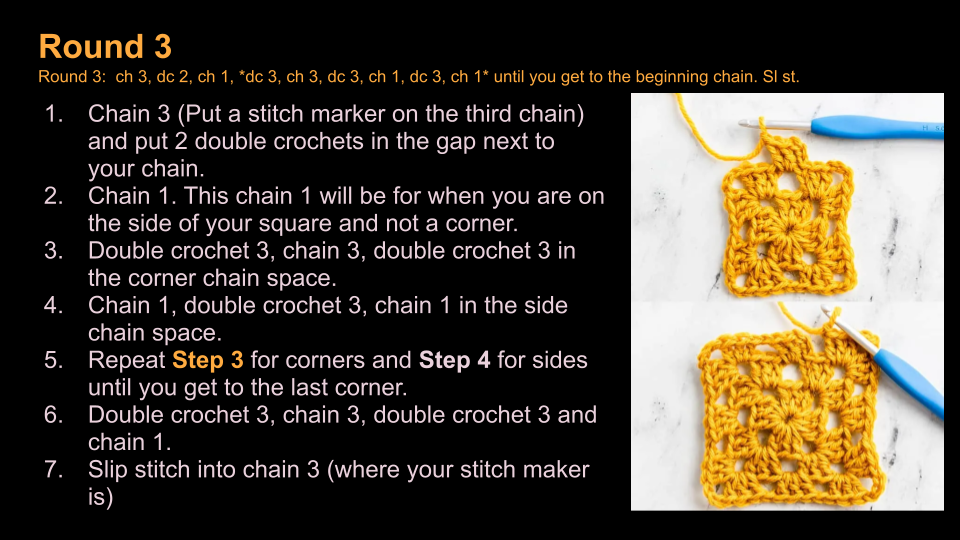 Round 3
Round 3:  ch 3, dc 2, ch 1, *dc 3, ch 3, dc 3, ch 1, dc 3, ch 1* until you get to the beginning chain. Sl st.
1. Chain 3 (Put a stitch marker on the third chain)
and put 2 double crochets in the gap next to
your chain.
2. Chain 1. This chain 1 will be for when you are on
the side of your square and not a corner.
3. Double crochet 3, chain 3, double crochet 3 in
the corner chain space.
4. Chain 1, double crochet 3, chain 1 in the side
chain space.
5. Repeat Step 3 for corners and Step 4 for sides
until you get to the last corner.
6. Double crochet 3, chain 3, double crochet 3 and
chain 1.
7. Slip stitch into chain 3 (where your stitch maker
is)